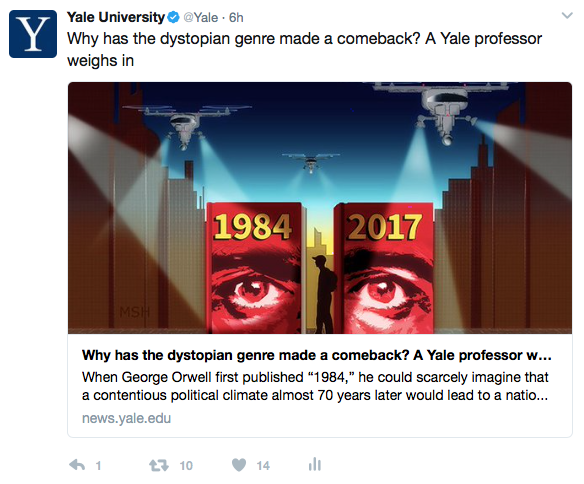 Yale University @Yale · 6h
Why has the dystopian genre made a comeback? A Yale professor
weighs in
1984 2017
MSH
Why has the dystopian genre made a comeback? A Yale professor w...
When George Orwell first published “1984,” he could scarcely imagine that
a contentious political climate almost 70 years later would lead to a natio...
news.yale.edu
1 10 14